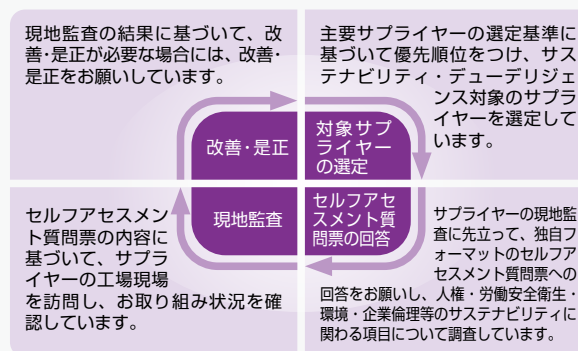 現地監査の結果に基づいて、改
善・是正が必要な場合には、改善・
是正をお願いしています。
主要サプライヤーの選定基準に
基づいて優先順位をつけ、サス
テナビリティ・デューデリジェ
ンス対象のサプラ
イヤーを選定して
います。
改善・是正
対象サプ
ライヤー
の選定
現地監査
セルフアセ
スメント質
問票の回答
セルフアセスメン
ト質問票の内容に
基づいて、サプラ
イヤーの工場現場
を訪問し、お取り組み状況を確
認しています。
サプライヤーの現地監
査に先立って、独自フ
ォーマットのセルフア
セスメント質問票への
回答をお願いし、人権・労働安全衛生・
環境・企業倫理等のサステナビリティに
関わる項目について調査しています。